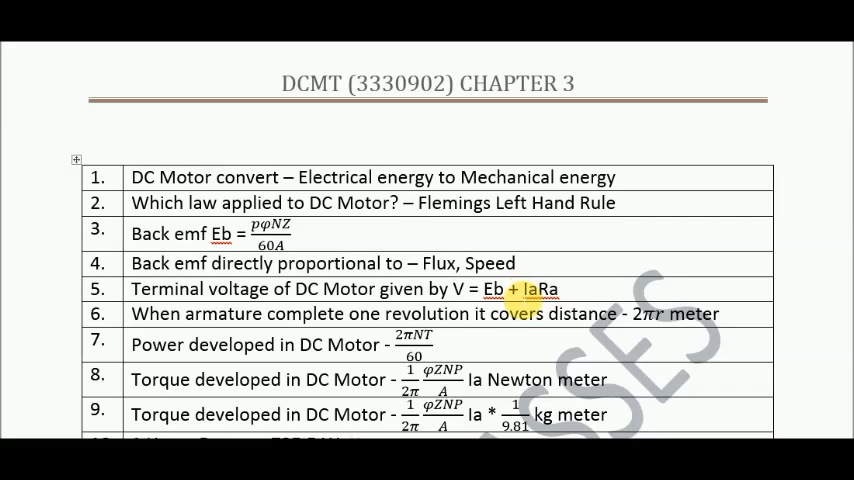 DCMT (3330902) CHAPTER 3
1. DC Motor convert – Electrical energy to Mechanical energy
2. Which law applied to DC Motor? – Flemings Left Hand Rule
3. Back emf Eb = pφNZ/60A
4. Back emf directly proportional to – Flux, Speed
5. Terminal voltage of DC Motor given by V = Eb + IaRa
6. When armature complete one revolution it covers distance - 2πr meter
7. Power developed in DC Motor - 2πNT/60
8. Torque developed in DC Motor - 1/2π φZNP/A Ia Newton meter
9. Torque developed in DC Motor - 1/2π φZNP/A Ia * 1/9.81 kg meter